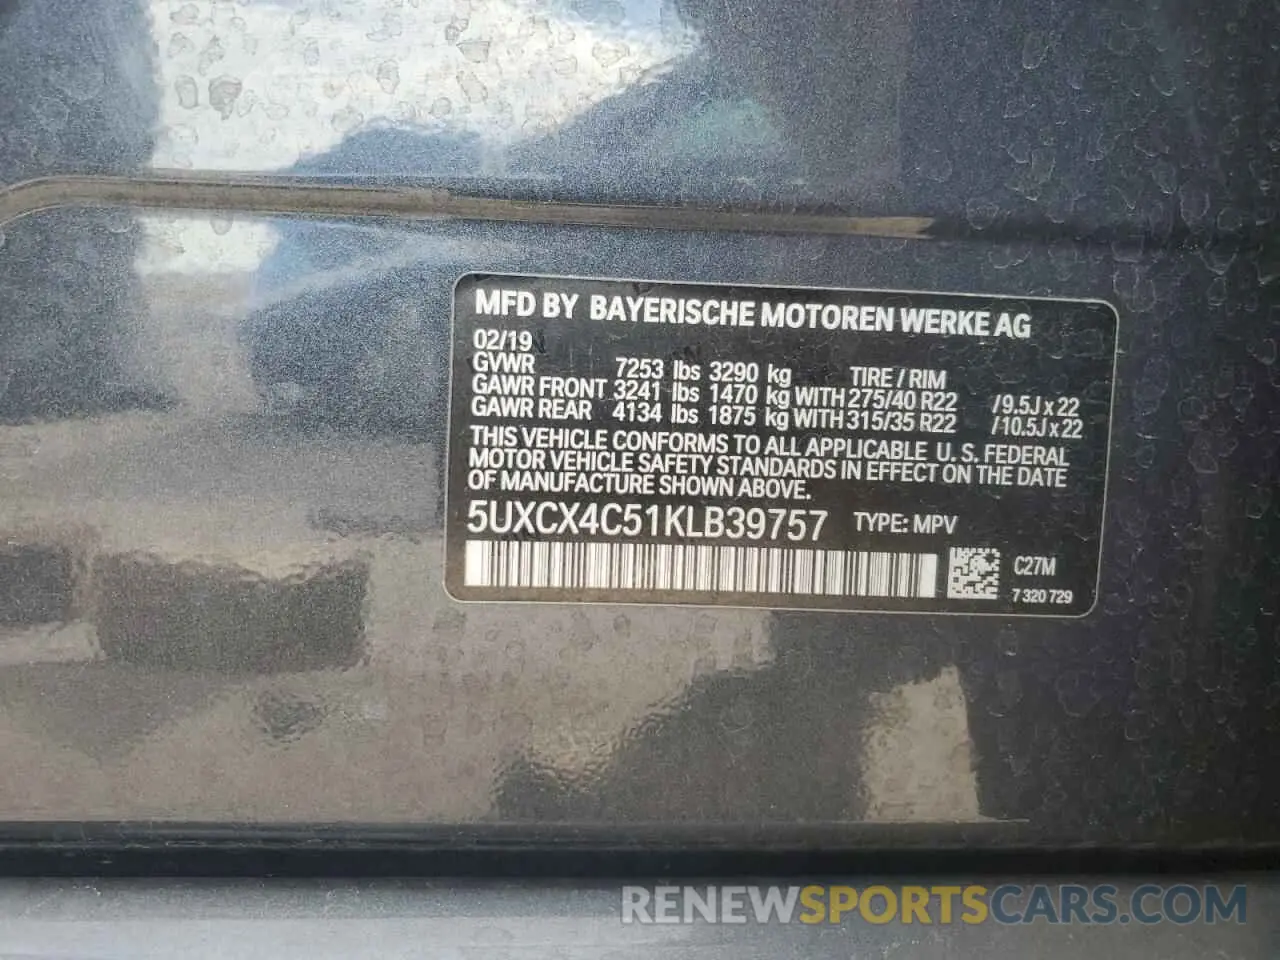 MFD BY BAYERISCHE MOTOREN WERKE AG
02/19
GVWR 7253 lbs 3290 kg TIRE / RIM
GAWR FRONT 3241 lbs 1470 kg WITH 275/40 R22 /9.5J x 22
GAWR REAR 4134 lbs 1875 kg WITH 315/35 R22 /10.5J x 22
THIS VEHICLE CONFORMS TO ALL APPLICABLE U.S. FEDERAL
MOTOR VEHICLE SAFETY STANDARDS IN EFFECT ON THE DATE
OF MANUFACTURE SHOWN ABOVE.
5UXCX4C51KLB39757 TYPE: MPV
C27M
7 320 729
RENEWSPORTSCARS.COM